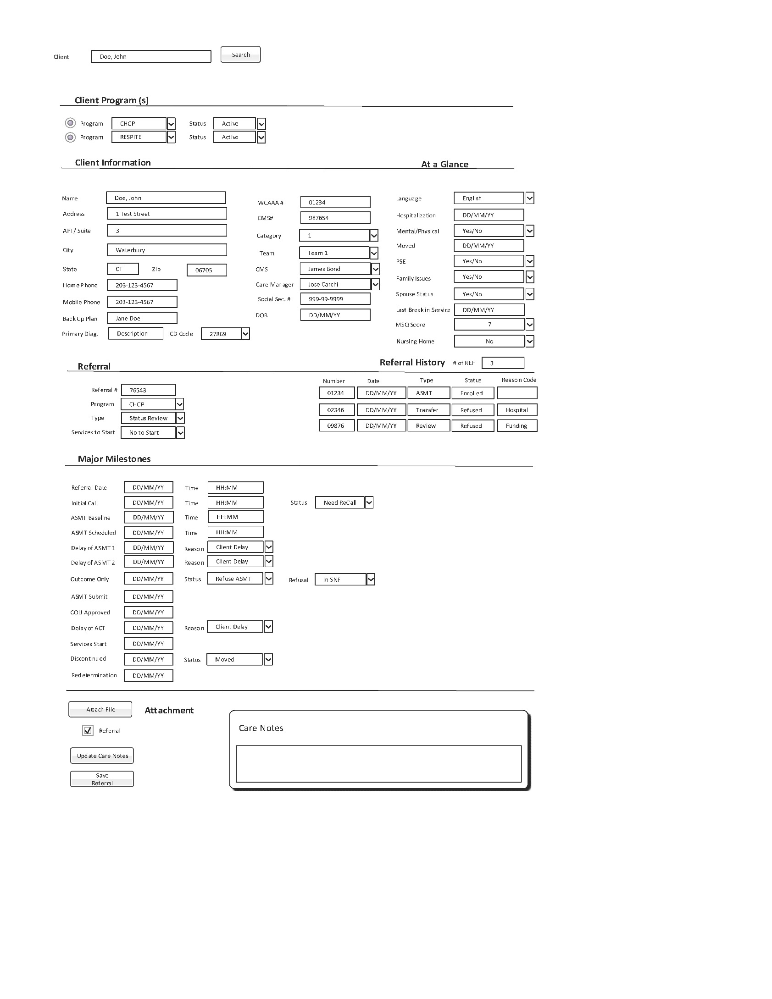 Client Doe, John Search
Client Program (s)
Program CHCP Status Active
Program RESPITE Status Active
Client Information At a Glance
Name Doe, John WCAAA # 01234 Language English
Address 1 Test Street EMS# 987654 Hospitalization DD/MM/YY
APT/ Suite 3 Category 1 Mental/Physical Yes/No
City Waterbury Team Team 1 Moved DD/MM/YY
State CT Zip 06705 CMS James Bond PSE Yes/No
Home Phone 203-123-4567 Care Manager Jose Carchi Family Issues Yes/No
Mobile Phone 203-123-4567 Social Sec. # 999-99-9999 Spouse Status Yes/No
Back Up Plan Jane Doe DOB DD/MM/YY Last Break in Service DD/MM/YY
Primary Diag. Description ICD Code 27869 MSQ Score 7
Nursing Home No
Referral Referral History # of REF 3
Number Date Type Status Reason Code
Referral # 76543 01234 DD/MM/YY ASMT Enrolled
Program CHCP 02346 DD/MM/YY Transfer Refused Hospital
Type Status Review 09876 DD/MM/YY Review Refused Funding
Services to Start No to Start
Major Milestones
Referral Date DD/MM/YY Time HH:MM
Initial Call DD/MM/YY Time HH:MM Status Need ReCall
ASMT Baseline DD/MM/YY Time HH:MM
ASMT Scheduled DD/MM/YY Time HH:MM
Delay of ASMT 1 DD/MM/YY Reason Client Delay
Delay of ASMT 2 DD/MM/YY Reason Client Delay
Outcome Only DD/MM/YY Status Refuse ASMT Refusal In SNF
ASMT Submit DD/MM/YY
COU Approved DD/MM/YY
Delay of ACT DD/MM/YY Reason Client Delay
Services Start DD/MM/YY
Discontinued DD/MM/YY Status Moved
Redetermination DD/MM/YY
Attach File Attachment
Care Notes
Referral
Update Care Notes
Save
Referral